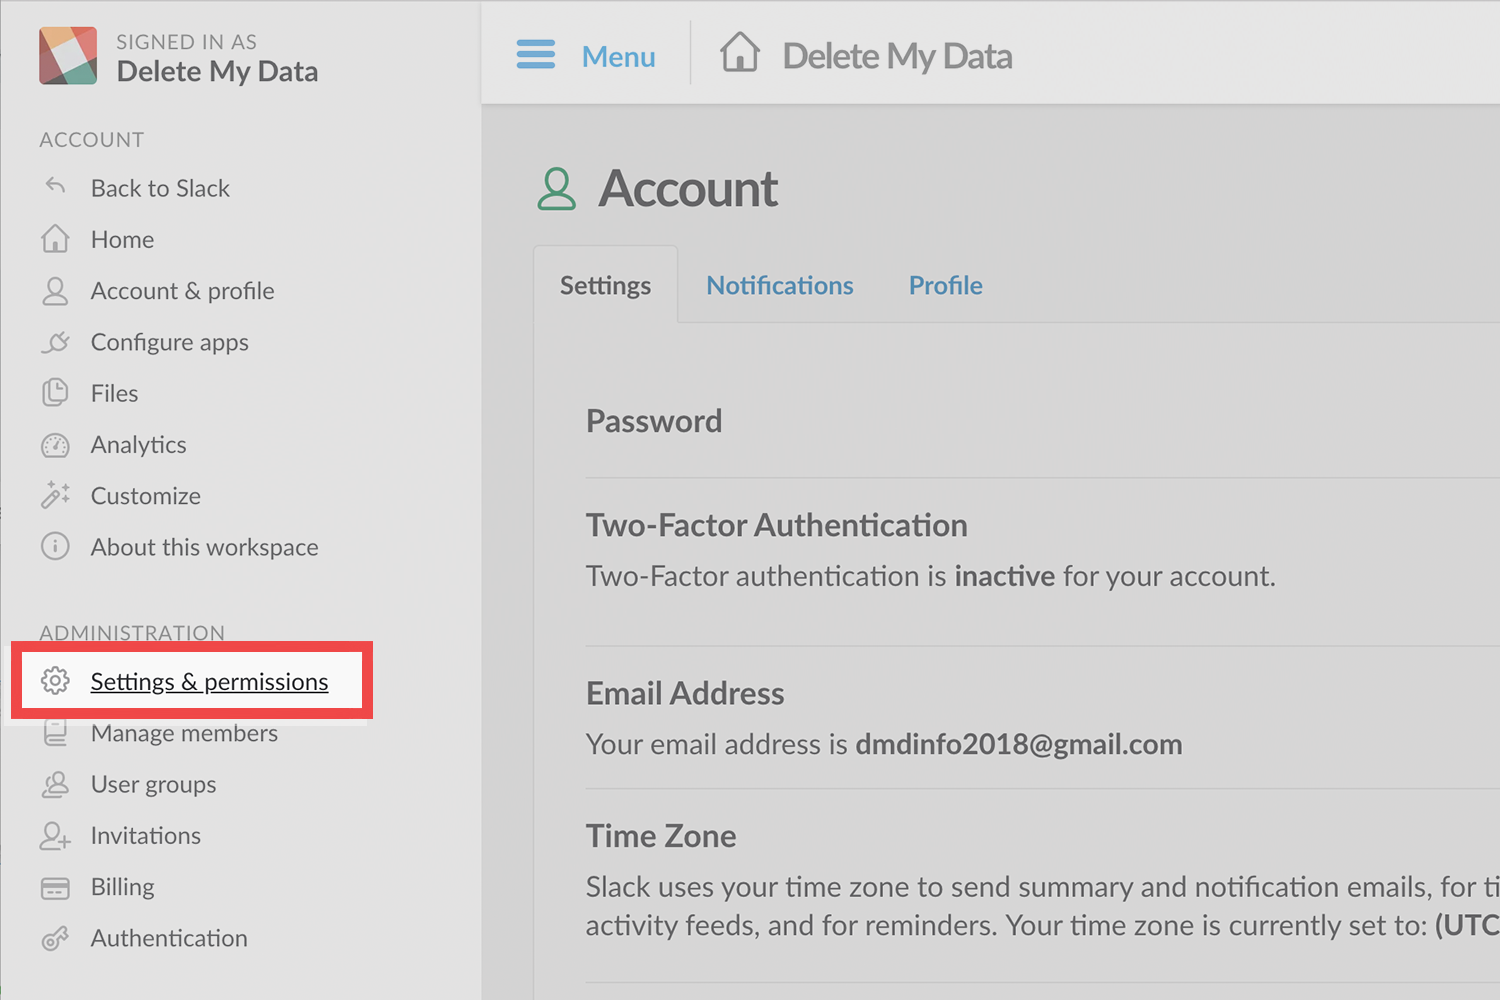 SIGNED IN AS
Delete My Data
ACCOUNT
Back to Slack
Home
Account & profile
Configure apps
Files
Analytics
Customize
About this workspace
ADMINISTRATION
Settings & permissions
Manage members
User groups
Invitations
Billing
Authentication
Menu
Delete My Data
Account
Settings Notifications Profile
Password
Two-Factor Authentication
Two-Factor authentication is inactive for your account.
Email Address
Your email address is dmdinfo2018@gmail.com
Time Zone
Slack uses your time zone to send summary and notification emails, for ti
activity feeds, and for reminders. Your time zone is currently set to: (UTC